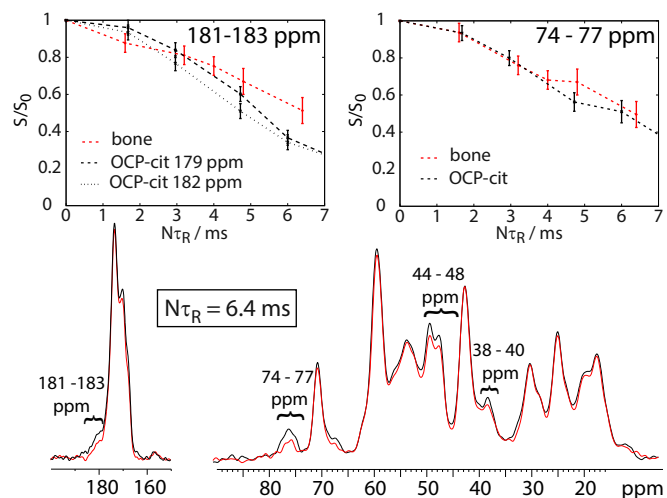 181-183 ppm
S/S0
1.0
0.8
0.6
0.4
0.2
0
bone
OCP-cit 179 ppm
OCP-cit 182 ppm
0 1 2 3 4 5 6 7
NτR / ms
74 - 77 ppm
S/S0
1.0
0.8
0.6
0.4
0.2
0
bone
OCP-cit
0 1 2 3 4 5 6 7
NτR / ms
NτR = 6.4 ms
181 -183
ppm
74 - 77
ppm
44 - 48
ppm
38 - 40
ppm
180 160
80 70 60 50 40 30 20 ppm